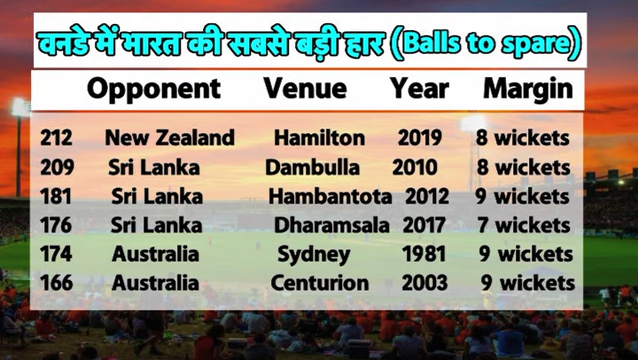 वनडे में भारत की सबसे बड़ी हार (Balls to spare)
Opponent Venue Year Margin
212 New Zealand Hamilton 2019 8 wickets
209 Sri Lanka Dambulla 2010 8 wickets
181 Sri Lanka Hambantota 2012 9 wickets
176 Sri Lanka Dharamsala 2017 7 wickets
174 Australia Sydney 1981 9 wickets
166 Australia Centurion 2003 9 wickets